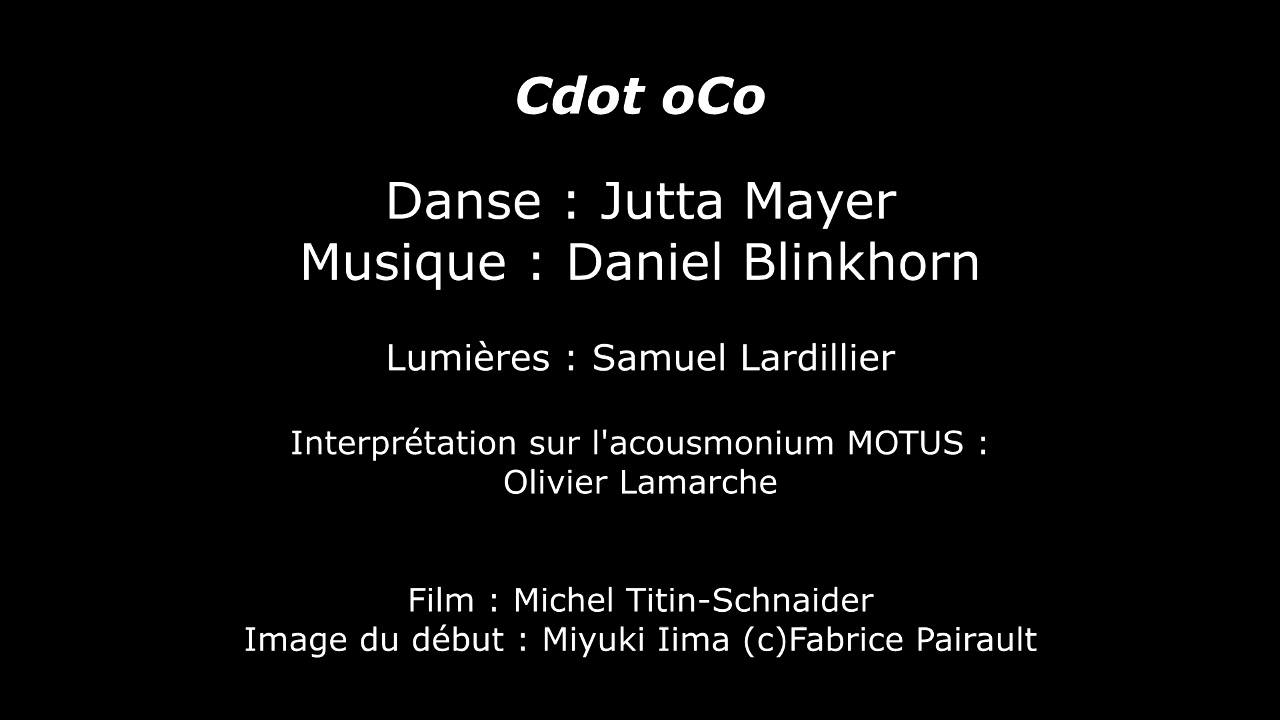 Cdot oCo
Danse : Jutta Mayer
Musique : Daniel Blinkhorn
Lumières : Samuel Lardillier
Interprétation sur l'acousmonium MOTUS :
Olivier Lamarche
Film : Michel Titin-Schnaider
Image du début : Miyuki Iima (c)Fabrice Pairault